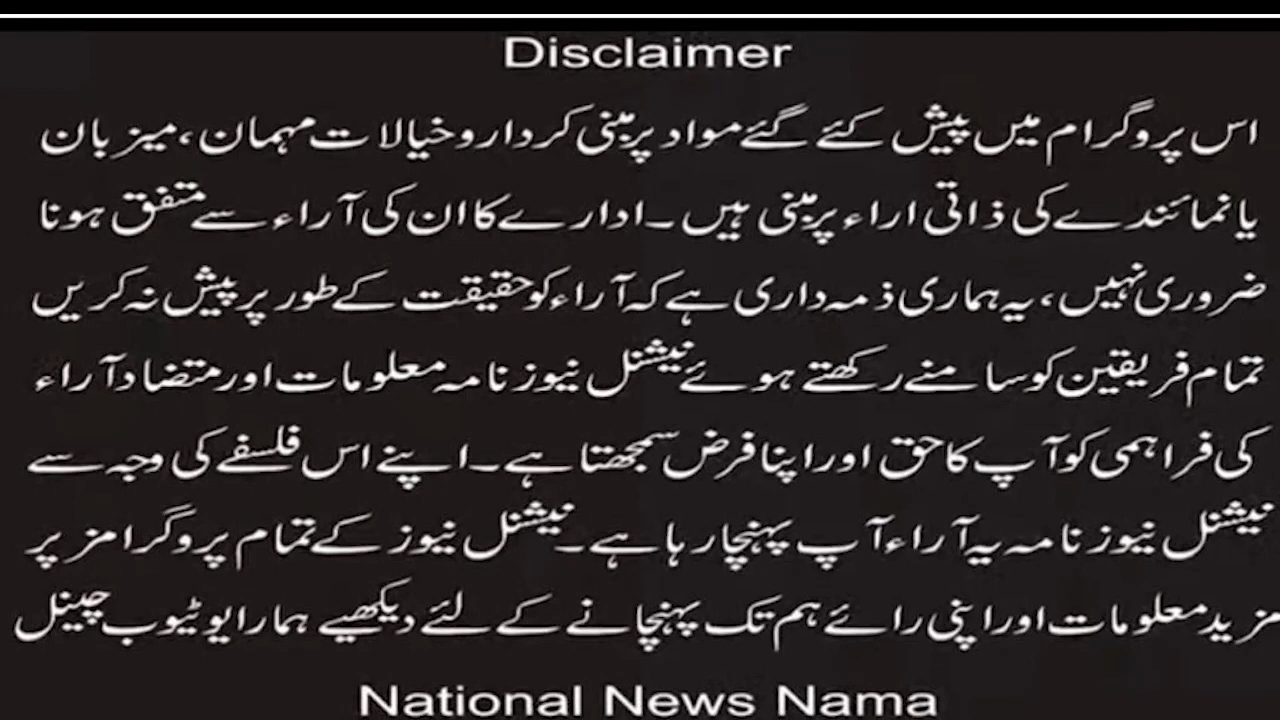 Disclaimer
اس پروگرام میں پیش کئے گئے مواد پر مبنی کردار و خیالات مہمان، میزبان
یا نمائندے کی ذاتی اراء پر مبنی ہیں۔ ادارے کا ان کی آراء سے متفق ہونا
ضروری نہیں، یہ ہماری ذمہ داری ہے کہ آراء کو حقیقت کے طور پر پیش نہ کریں
تمام فریقین کو سامنے رکھتے ہوئے نیشنل نیوز نامہ معلومات اور متضاد آراء
کی فراہمی کو آپ کا حق اور اپنا فرض سمجھتا ہے۔ اپنے اس فلسفے کی وجہ سے
نیشنل نیوز نامہ یہ آراء آپ پہنچا رہا ہے۔ نیشنل نیوز کے تمام پروگرامز پر
مزید معلومات اور اپنی رائے ہم تک پہنچانے کے لئے دیکھیے ہمارا یوٹیوب چینل
National News Nama